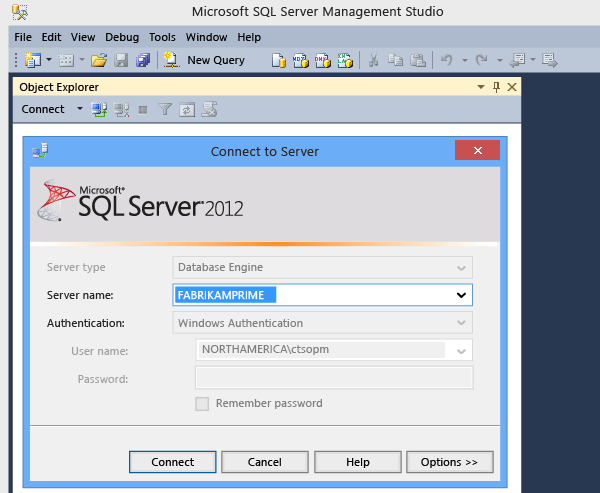 Microsoft SQL Server Management Studio
File Edit View Debug Tools Window Help
New Query
Object Explorer
Connect
Connect to Server
Microsoft®
SQL Server® 2012
Server type
Database Engine
Server name:
FABRIKAMPRIME
Authentication:
Windows Authentication
User name:
NORTHAMERICA\ctsopm
Password:
Remember password
Connect Cancel Help Options >>